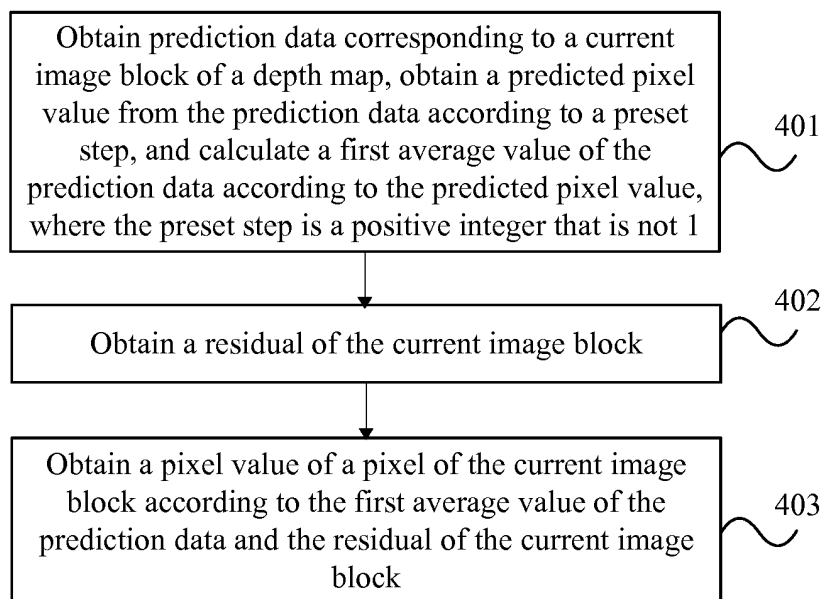 Obtain prediction data corresponding to a current
image block of a depth map, obtain a predicted pixel
value from the prediction data according to a preset
step, and calculate a first average value of the
prediction data according to the predicted pixel value,
where the preset step is a positive integer that is not 1
401
402
Obtain a residual of the current image block
Obtain a pixel value of a pixel of the current image
block according to the first average value of the
prediction data and the residual of the current image
block
403